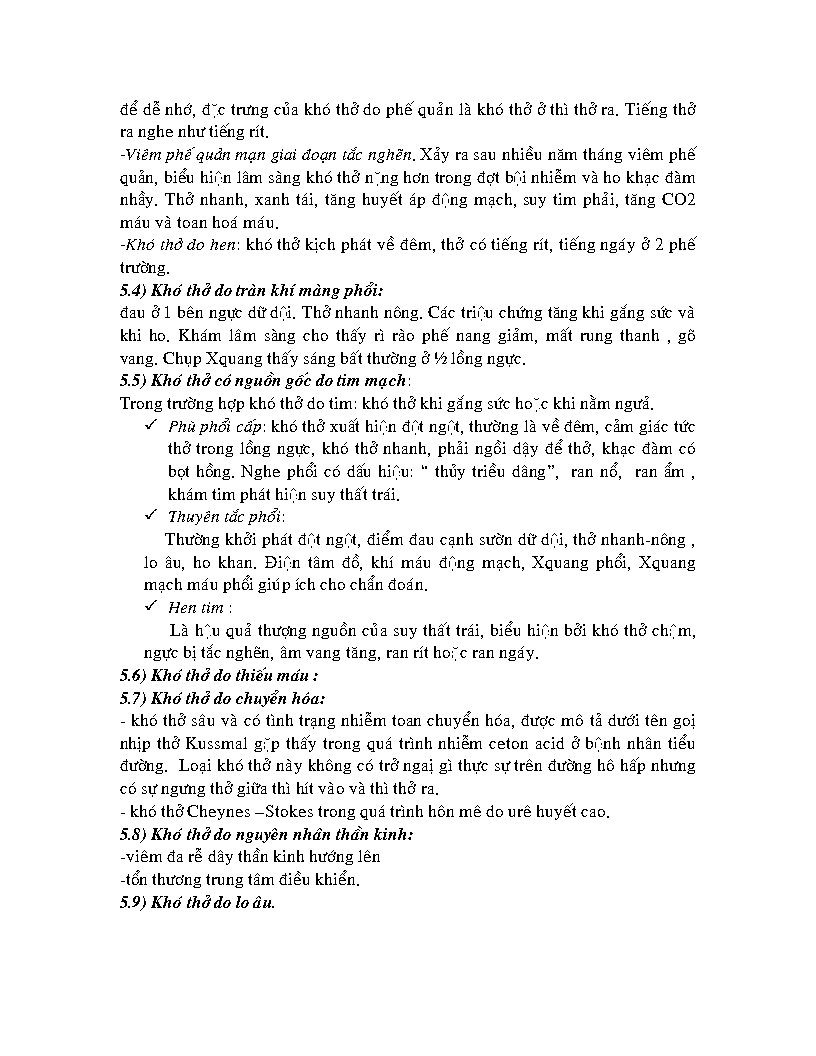 để dễ nhớ, đặc trưng của khó thở do phế quản là khó thở ở thì thở ra. Tiếng thở
ra nghe như tiếng rít.
-Viêm phế quản mạn giai đoạn tắc nghẽn. Xảy ra sau nhiều năm tháng viêm phế
quản, biểu hiện lâm sàng khó thở nặng hơn trong đợt bội nhiễm và ho khạc đàm
nhầy. Thở nhanh, xanh tái, tăng huyết áp động mạch, suy tim phải, tăng CO2
máu và toan hoá máu.
-Khó thở do hen: khó thở kịch phát về đêm, thở có tiếng rít, tiếng ngáy ở 2 phế
trường.
5.4) Khó thở do tràn khí màng phổi:
đau ở 1 bên ngực dữ dội. Thở nhanh nông. Các triệu chứng tăng khi gắng sức và
khi ho. Khám lâm sàng cho thấy rì rào phế nang giảm, mất rung thanh , gõ
vang. Chụp Xquang thấy sáng bất thường ở ½ lồng ngực.
5.5) Khó thở có nguồn gốc do tim mạch:
Trong trường hợp khó thở do tim: khó thở khi gắng sức hoặc khi nằm ngửa.
✓ Phù phổi cấp: khó thở xuất hiện đột ngột, thường là về đêm, cảm giác tức
thở trong lồng ngực, khó thở nhanh, phải ngồi dậy để thở, khạc đàm có
bọt hồng. Nghe phổi có dấu hiệu: “ thủy triều dâng”, ran nổ, ran ẩm ,
khám tim phát hiện suy thất trái.
✓ Thuyên tắc phổi:
Thường khởi phát đột ngột, điểm đau cạnh sườn dữ dội, thở nhanh-nông ,
lo âu, ho khan. Điện tâm đồ, khí máu động mạch, Xquang phổi, Xquang
mạch máu phổi giúp ích cho chẩn đoán.
✓ Hen tim :
Là hậu quả thượng nguồn của suy thất trái, biểu hiện bởi khó thở chậm,
ngực bị tắc nghẽn, âm vang tăng, ran rít hoặc ran ngáy.
5.6) Khó thở do thiếu máu :
5.7) Khó thở do chuyển hóa:
- khó thở sâu và có tình trạng nhiễm toan chuyển hóa, được mô tả dưới tên goị
nhịp thở Kussmal gặp thấy trong quá trình nhiễm ceton acid ở bệnh nhân tiểu
đường. Loại khó thở này không có trở ngaị gì thực sự trên đường hô hấp nhưng
có sự ngưng thở giữa thì hít vào và thì thở ra.
- khó thở Cheynes –Stokes trong quá trình hôn mê do urê huyết cao.
5.8) Khó thở do nguyên nhân thần kinh:
-viêm đa rễ dây thần kinh hướng lên
-tổn thương trung tâm điều khiển.
5.9) Khó thở do lo âu.